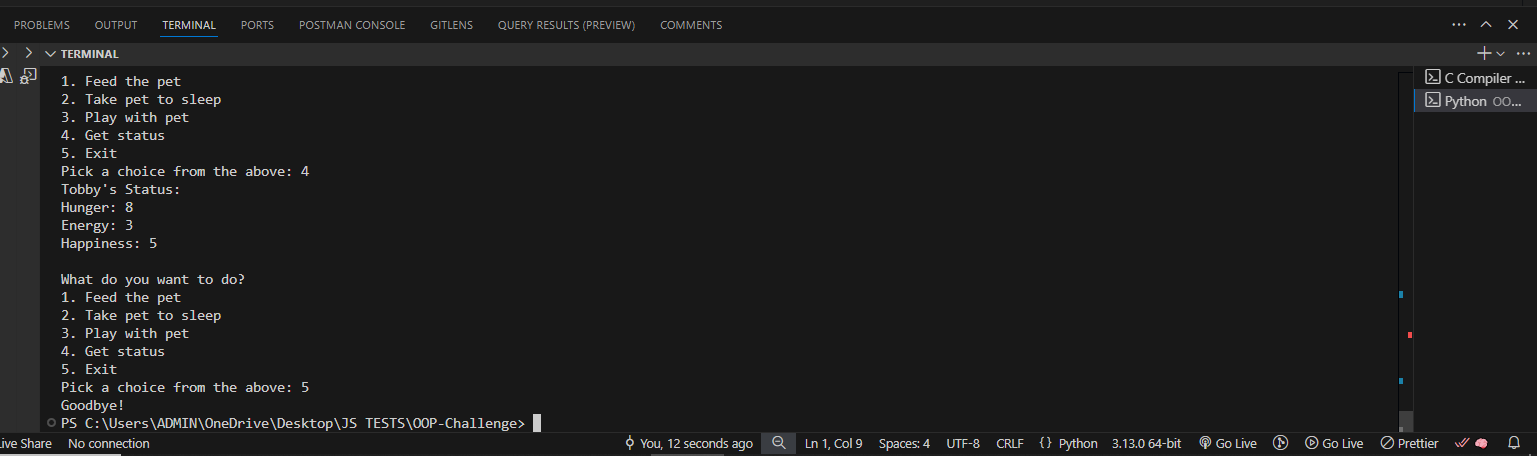 PROBLEMS OUTPUT TERMINAL PORTS POSTMAN CONSOLE GITLENS QUERY RESULTS (PREVIEW) COMMENTS
TERMINAL
1. Feed the pet
2. Take pet to sleep
3. Play with pet
4. Get status
5. Exit
Pick a choice from the above: 4
Tobby's Status:
Hunger: 8
Energy: 3
Happiness: 5
What do you want to do?
1. Feed the pet
2. Take pet to sleep
3. Play with pet
4. Get status
5. Exit
Pick a choice from the above: 5
Goodbye!
PS C:\Users\ADMIN\OneDrive\Desktop\JS TESTS\OOP-Challenge>
C Compiler ...
Python OO...
ive Share No connection You, 12 seconds ago Ln 1, Col 9 Spaces: 4 UTF-8 CRLF {} Python 3.13.0 64-bit Go Live Go Live Prettier